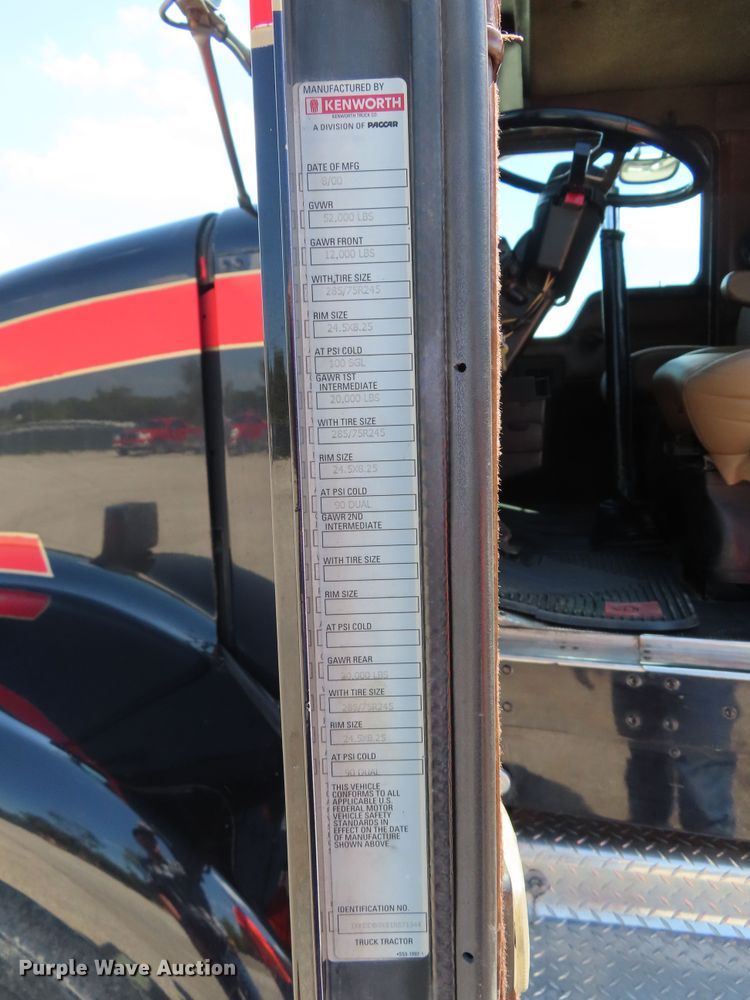 MANUFACTURED BY
KENWORTH
KENWORTH TRUCK CO.
A DIVISION OF PACCAR
DATE OF MFG
8/00
GVWR
52,000 LBS
GAWR FRONT
12,000 LBS
WITH TIRE SIZE
285/75R245
RIM SIZE
24.5X8.25
AT PSI COLD
100 SGL
GAWR 1ST
INTERMEDIATE
20,000 LBS
WITH TIRE SIZE
285/75R245
RIM SIZE
24.5X8.25
AT PSI COLD
90 DUAL
GAWR 2ND
INTERMEDIATE
WITH TIRE SIZE
RIM SIZE
AT PSI COLD
GAWR REAR
20,000 LBS
WITH TIRE SIZE
285/75R245
RIM SIZE
24.5X8.25
AT PSI COLD
90 DUAL
THIS VEHICLE
CONFORMS TO ALL
APPLICABLE U.S.
FEDERAL MOTOR
VEHICLE SAFETY
STANDARDS IN
EFFECT ON THE DATE
OF MANUFACTURE
SHOWN ABOVE
IDENTIFICATION NO.
TRUCK TRACTOR
Purple Wave Auction